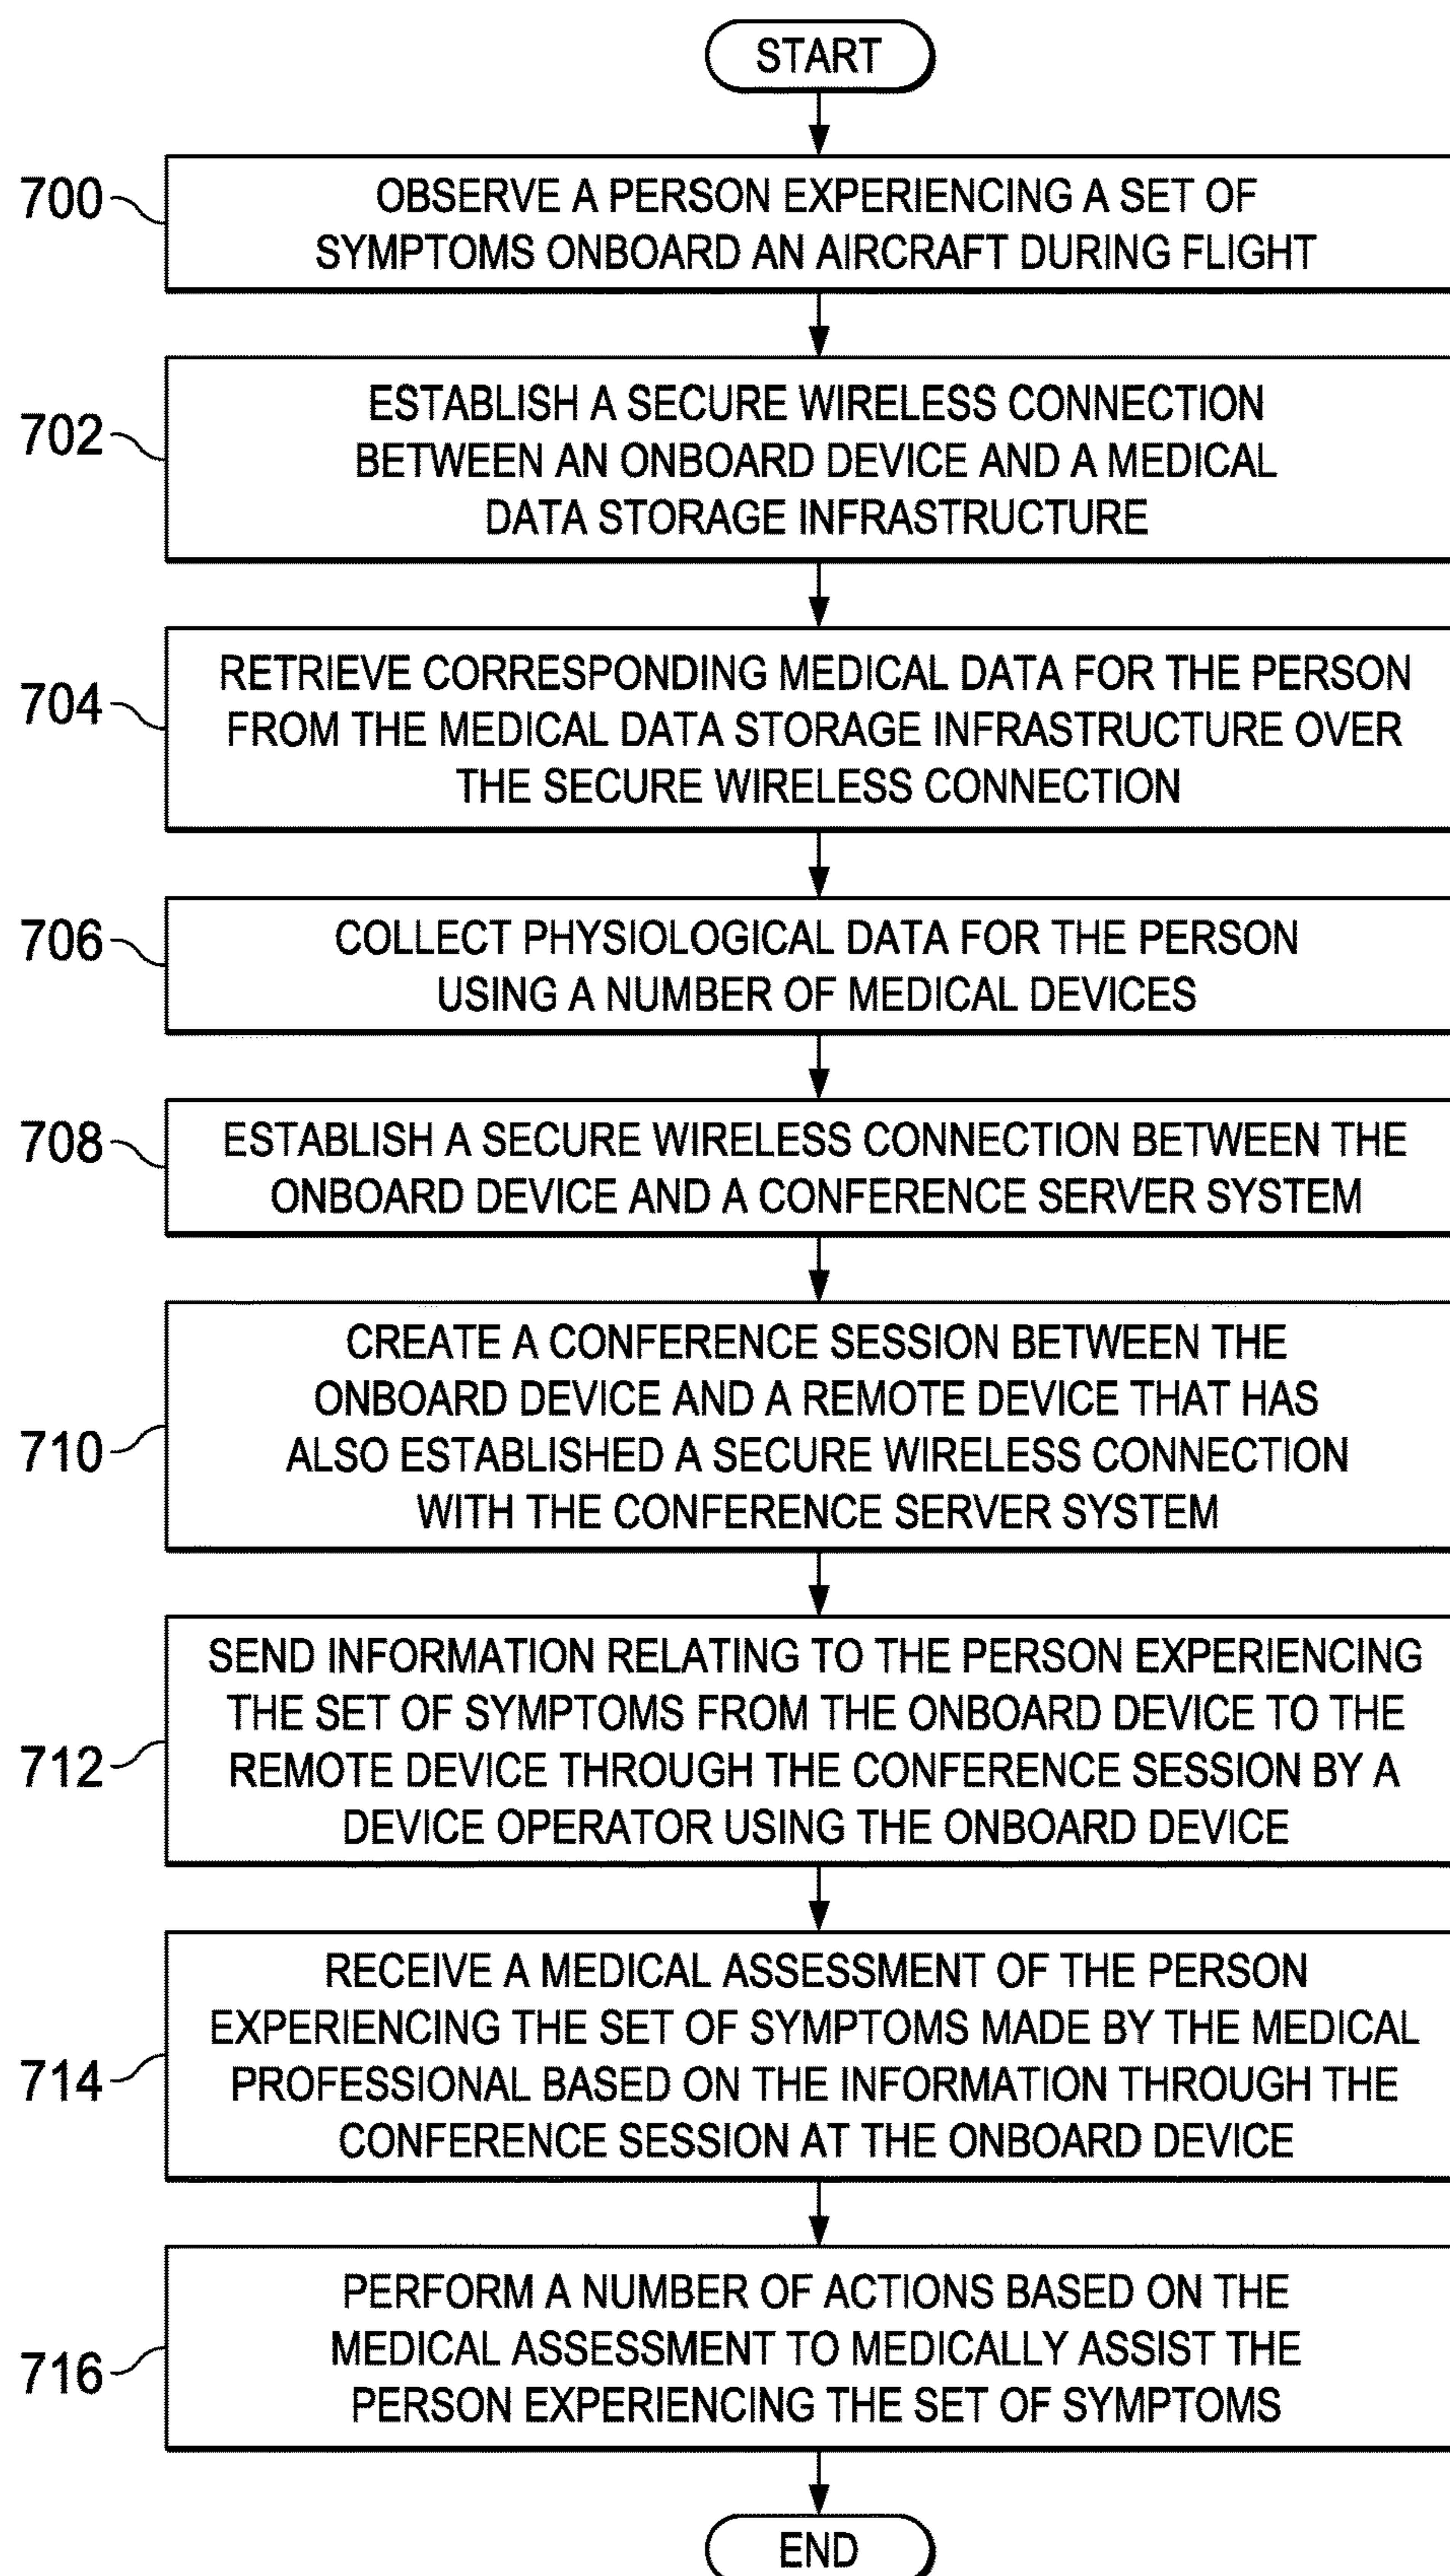 START
700
OBSERVE A PERSON EXPERIENCING A SET OF
SYMPTOMS ONBOARD AN AIRCRAFT DURING FLIGHT
702
ESTABLISH A SECURE WIRELESS CONNECTION
BETWEEN AN ONBOARD DEVICE AND A MEDICAL
DATA STORAGE INFRASTRUCTURE
704
RETRIEVE CORRESPONDING MEDICAL DATA FOR THE PERSON
FROM THE MEDICAL DATA STORAGE INFRASTRUCTURE OVER
THE SECURE WIRELESS CONNECTION
706
COLLECT PHYSIOLOGICAL DATA FOR THE PERSON
USING A NUMBER OF MEDICAL DEVICES
708
ESTABLISH A SECURE WIRELESS CONNECTION BETWEEN THE
ONBOARD DEVICE AND A CONFERENCE SERVER SYSTEM
710
CREATE A CONFERENCE SESSION BETWEEN THE
ONBOARD DEVICE AND A REMOTE DEVICE THAT HAS
ALSO ESTABLISHED A SECURE WIRELESS CONNECTION
WITH THE CONFERENCE SERVER SYSTEM
712
SEND INFORMATION RELATING TO THE PERSON EXPERIENCING
THE SET OF SYMPTOMS FROM THE ONBOARD DEVICE TO THE
REMOTE DEVICE THROUGH THE CONFERENCE SESSION BY A
DEVICE OPERATOR USING THE ONBOARD DEVICE
714
RECEIVE A MEDICAL ASSESSMENT OF THE PERSON
EXPERIENCING THE SET OF SYMPTOMS MADE BY THE MEDICAL
PROFESSIONAL BASED ON THE INFORMATION THROUGH THE
CONFERENCE SESSION AT THE ONBOARD DEVICE
716
PERFORM A NUMBER OF ACTIONS BASED ON THE
MEDICAL ASSESSMENT TO MEDICALLY ASSIST THE
PERSON EXPERIENCING THE SET OF SYMPTOMS
END